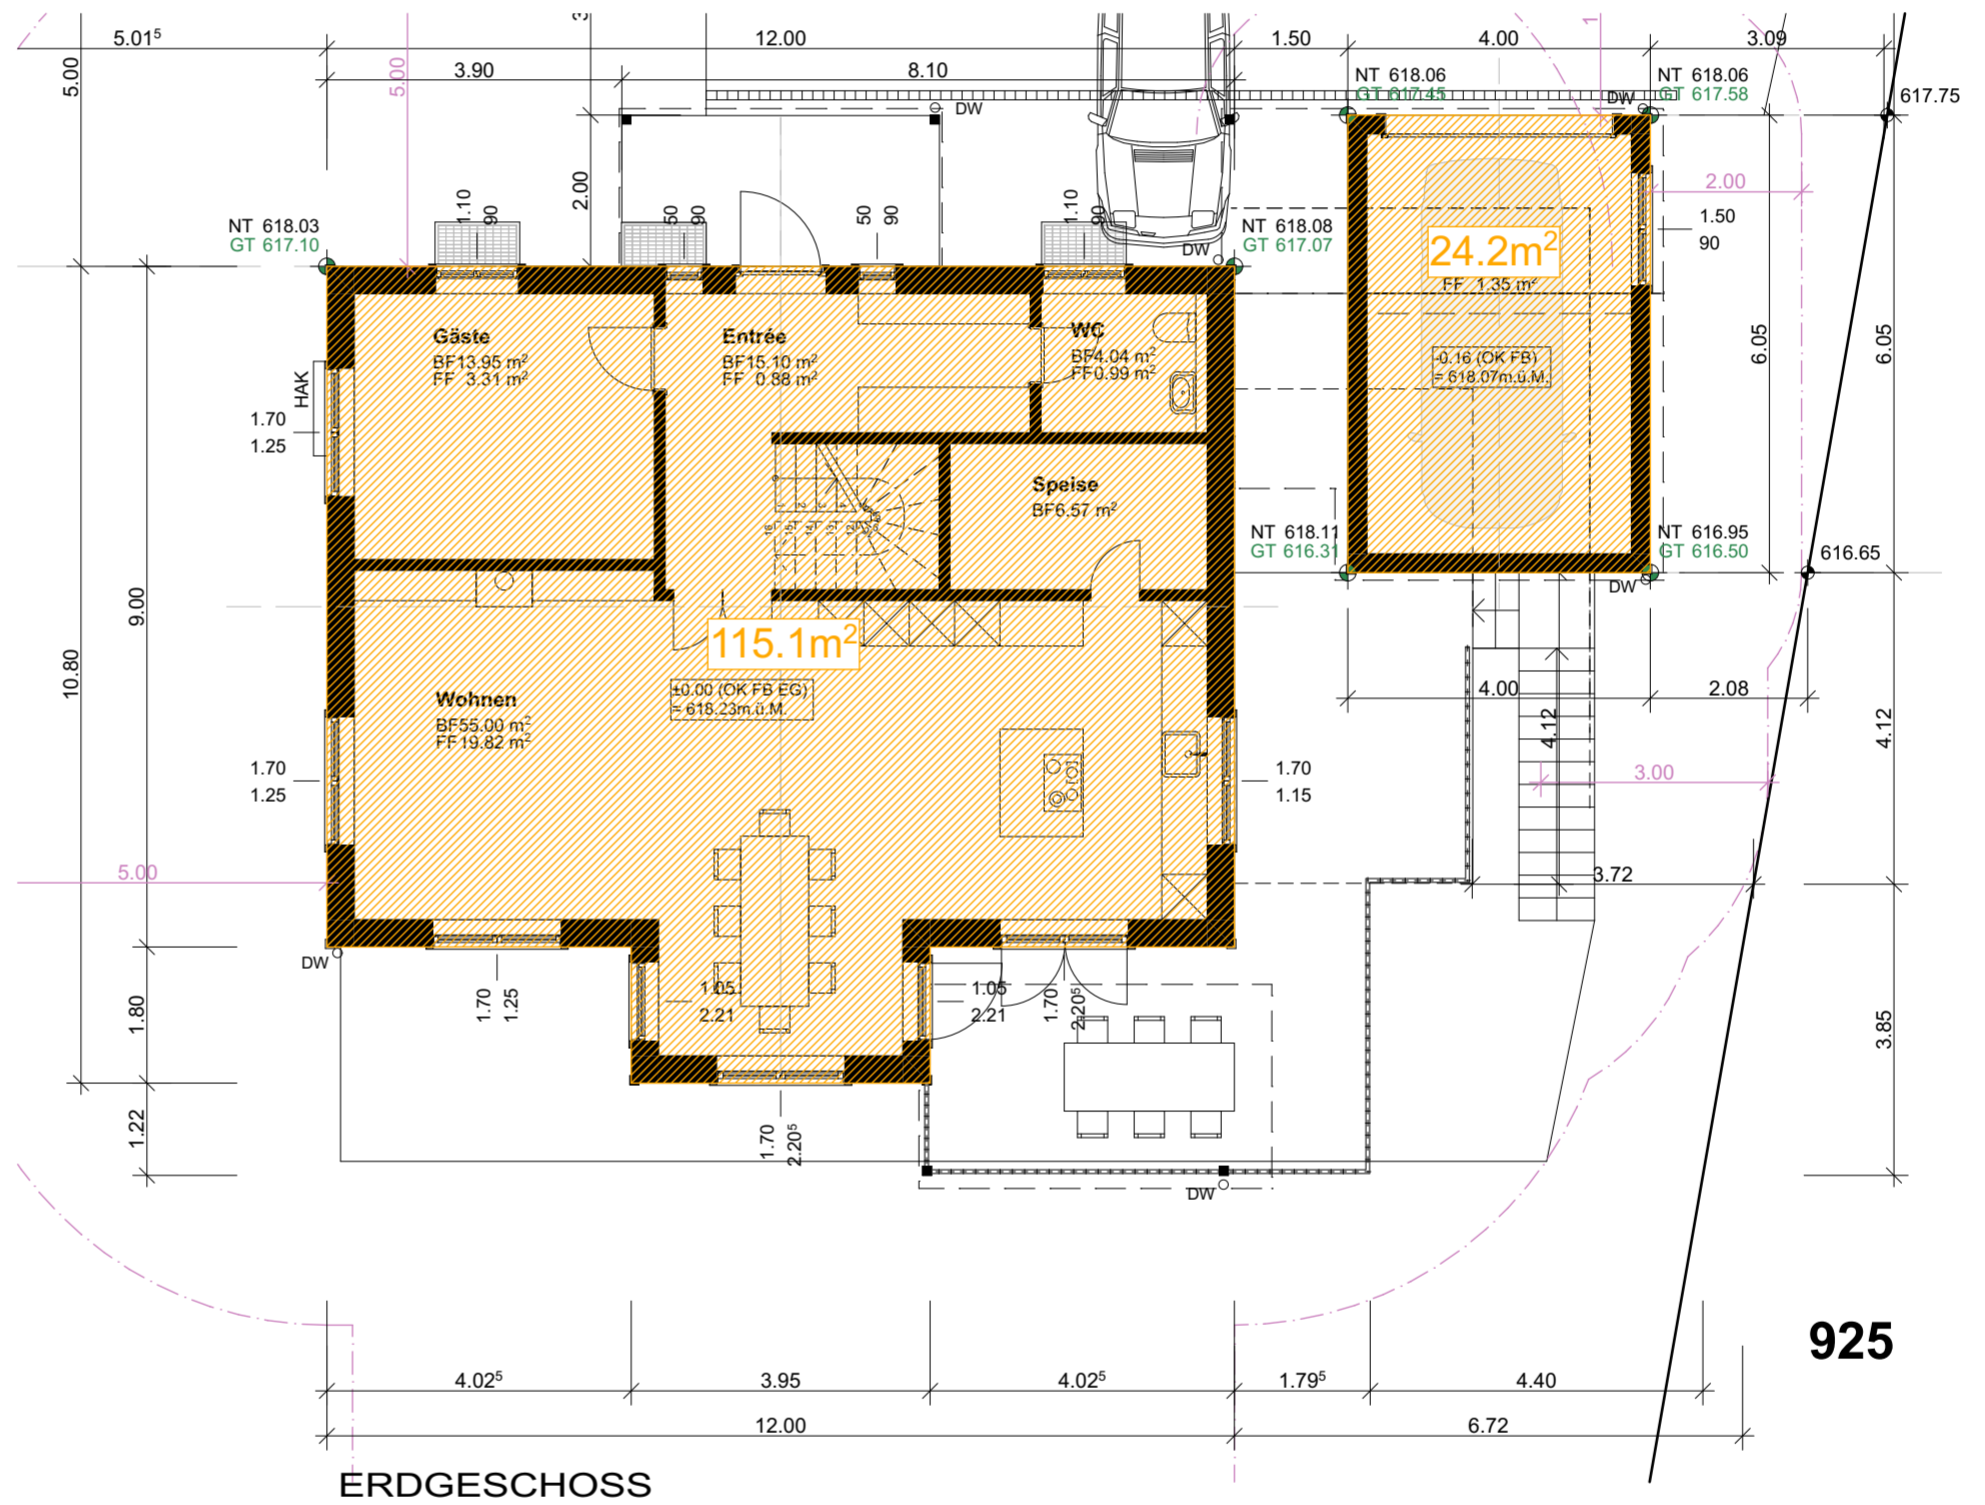 5.01⁵
12.00
1.50
4.00
3.09
5.00
5.00
3.90
8.10
NT 618.06
GT 617.45
NT 618.06
GT 617.58
DW
617.75
DW
2.00
1.10
90
50
90
50
90
1.10
90
2.00
1.50
90
NT 618.03
GT 617.10
NT 618.08
GT 617.07
DW
24.2m²
FF 1.35 m²
Gäste
BF13.95 m²
FF 3.31 m²
Entrée
BF15.10 m²
FF 0.88 m²
WC
BF4.04 m²
FF0.99 m²
-0.16 (OK FB)
= 618.07m.ü.M.
6.05
6.05
HAK
1.70
1.25
Speise
BF6.57 m²
NT 618.11
GT 616.31
NT 616.95
GT 616.50
616.65
DW
9.00
10.80
115.1m²
±0.00 (OK FB EG)
= 618.23m.ü.M.
Wohnen
BF55.00 m²
FF19.82 m²
4.00
2.08
4.12
4.12
1.70
1.25
1.70
1.15
3.00
5.00
3.72
DW
1.70
1.25
1.05
2.21
1.05
2.21
1.70
2.20⁵
1.80
3.85
1.22
1.70
2.20⁵
DW
925
4.02⁵
3.95
4.02⁵
1.79⁵
4.40
12.00
6.72
ERDGESCHOSS